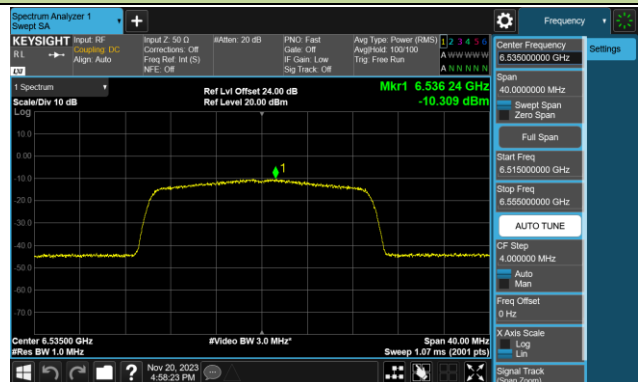 Spectrum Analyzer 1
Swept SA
Frequency
KEYSIGHT
RL
LXI
Input: RF
Coupling: DC
Align: Auto
Input Z: 50 Ω
Corrections: Off
Freq Ref: Int (S)
NFE: Off
#Atten: 20 dB
PNO: Fast
Gate: Off
IF Gain: Low
Sig Track: Off
Avg Type: Power (RMS)
Avg|Hold: 100/100
Trig: Free Run
1 2 3 4 5 6
A W W W W W
A N N N N N
1 Spectrum
Scale/Div 10 dB
Log
Ref Lvl Offset 24.00 dB
Ref Level 20.00 dBm
Mkr1 6.536 24 GHz
-10.309 dBm
10.0
0.00
-10.0
-20.0
-30.0
-40.0
-50.0
-60.0
-70.0
1
Center 6.53500 GHz
#Res BW 1.0 MHz
#Video BW 3.0 MHz*
Span 40.00 MHz
Sweep 1.07 ms (2001 pts)
Nov 20, 2023
4:58:23 PM
Center Frequency
6.535000000 GHz
Settings
Span
40.0000000 MHz
Swept Span
Zero Span
Full Span
Start Freq
6.515000000 GHz
Stop Freq
6.555000000 GHz
AUTO TUNE
CF Step
4.000000 MHz
Auto
Man
Freq Offset
0 Hz
X Axis Scale
Log
Lin
Signal Track
(Span Zoom)